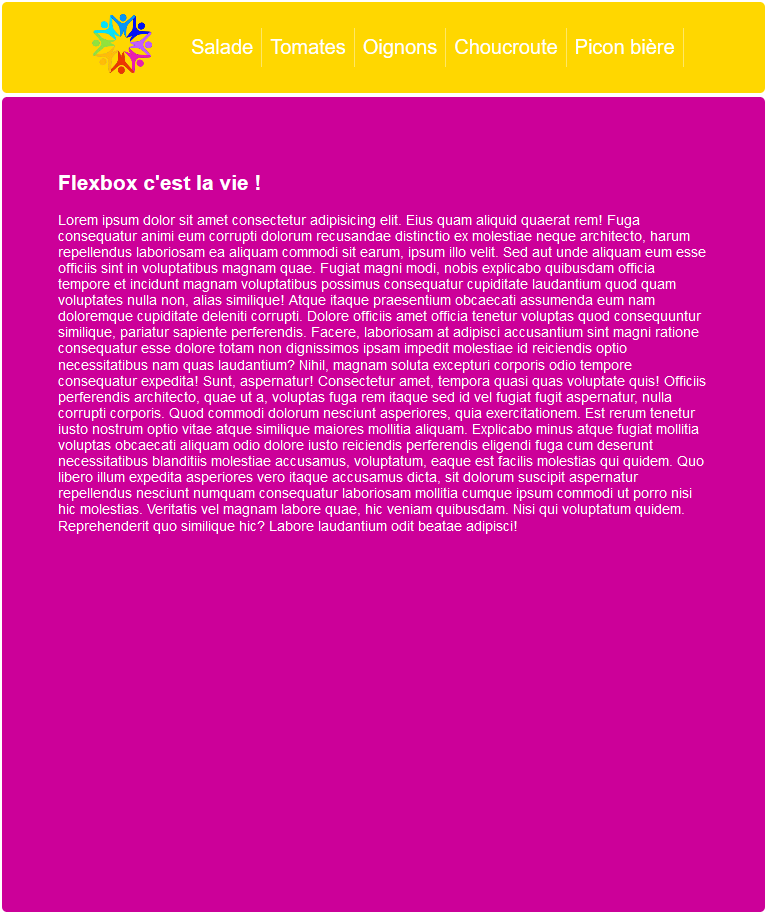 Salade Tomates Oignons Choucroute Picon bière
Flexbox c'est la vie !
Lorem ipsum dolor sit amet consectetur adipisicing elit. Eius quam aliquid quaerat rem! Fuga
consequatur animi eum corrupti dolorum recusandae distinctio ex molestiae neque architecto, harum
repellendus laboriosam ea aliquam commodi sit earum, ipsum illo velit. Sed aut unde aliquam eum esse
officiis sint in voluptatibus magnam quae. Fugiat magni modi, nobis explicabo quibusdam officia
tempore et incidunt magnam voluptatibus possimus consequatur cupiditate laudantium quod quam
voluptates nulla non, alias similique! Atque itaque praesentium obcaecati assumenda eum nam
doloremque cupiditate deleniti corrupti. Dolore officiis amet officia tenetur voluptas quod consequuntur
similique, pariatur sapiente perferendis. Facere, laboriosam at adipisci accusantium sint magni ratione
consequatur esse dolore totam non dignissimos ipsam impedit molestiae id reiciendis optio
necessitatibus nam quas laudantium? Nihil, magnam soluta excepturi corporis odio tempore
consequatur expedita! Sunt, aspernatur! Consectetur amet, tempora quasi quas voluptate quis! Officiis
perferendis architecto, quae ut a, voluptas fuga rem itaque sed id vel fugiat fugit aspernatur, nulla
corrupti corporis. Quod commodi dolorum nesciunt asperiores, quia exercitationem. Est rerum tenetur
iusto nostrum optio vitae atque similique maiores mollitia aliquam. Explicabo minus atque fugiat mollitia
voluptas obcaecati aliquam odio dolore iusto reiciendis perferendis eligendi fuga cum deserunt
necessitatibus blanditiis molestiae accusamus, voluptatum, eaque est facilis molestias qui quidem. Quo
libero illum expedita asperiores vero itaque accusamus dicta, sit dolorum suscipit aspernatur
repellendus nesciunt numquam consequatur laboriosam mollitia cumque ipsum commodi ut porro nisi
hic molestias. Veritatis vel magnam labore quae, hic veniam quibusdam. Nisi qui voluptatum quidem.
Reprehenderit quo similique hic? Labore laudantium odit beatae adipisci!